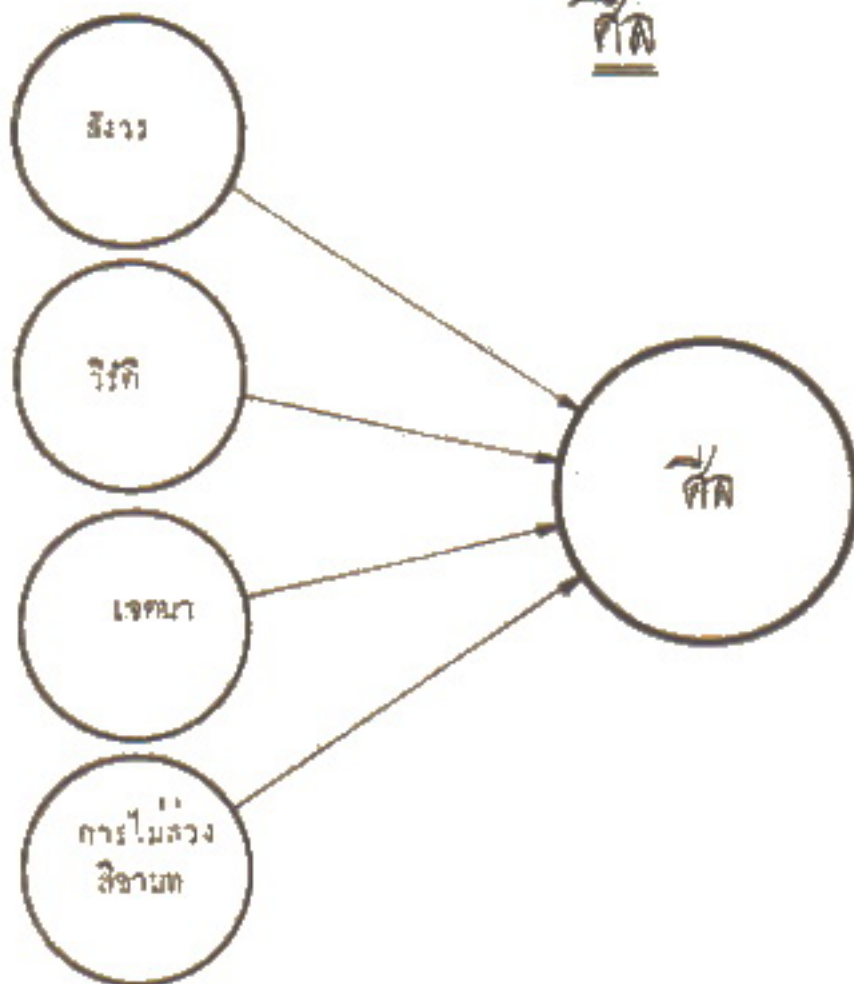 ศีล
สังวร
วิรัติ
ศีล
เจตนา
การไม่ล่วง
สิขาบท